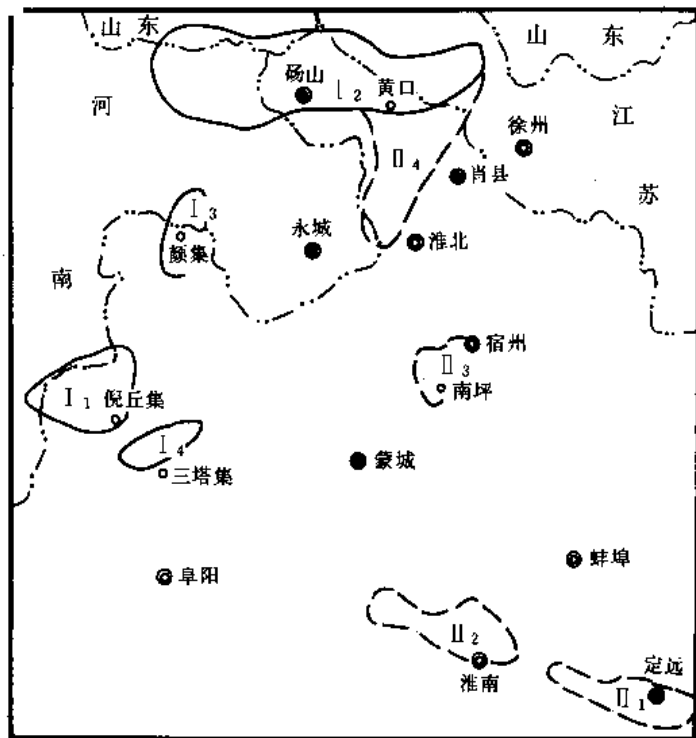 山东
山东
砀山
Ⅰ2
黄口
河
江
徐州
Ⅱ4
肖县
苏
Ⅰ3
颜集
永城
淮北
南
宿州
Ⅱ3
Ⅰ1
倪丘集
南坪
Ⅰ4
三塔集
蒙城
蚌埠
阜阳
Ⅱ2
淮南
定远
Ⅱ1